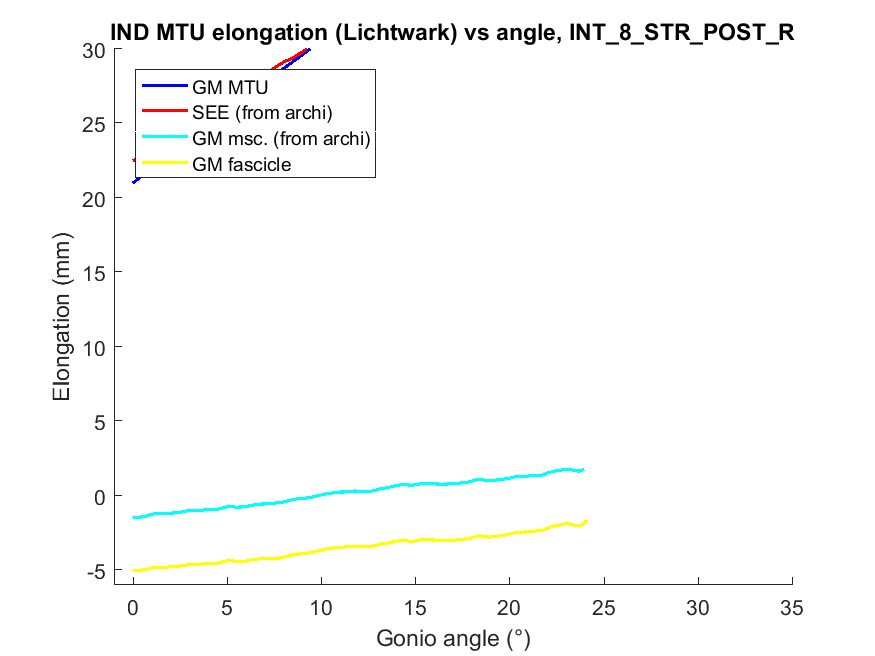 IND MTU elongation (Lichtwark) vs angle, INT_8_STR_POST_R
30
GM MTU
SEE (from archi)
GM msc. (from archi)
GM fascicle
25
20
15
10
5
0
-5
Elongation (mm)
0 5 10 15 20 25 30 35
Gonio angle (°)